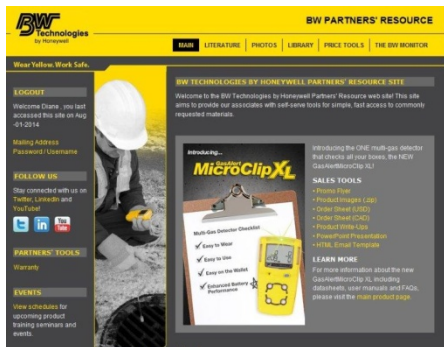 BW
Technologies
by Honeywell
BW PARTNERS' RESOURCE
MAIN LITERATURE PHOTOS LIBRARY PRICE TOOLS THE BW MONITOR
Wear Yellow. Work Safe.
LOGOUT
Welcome Diane , you last
accessed this site on Aug
-01-2014
Mailing Address
Password / Username
FOLLOW US
Stay connected with us on
Twitter, LinkedIn and
YouTube!
in
You
Tube
PARTNERS' TOOLS
Warranty
EVENTS
View schedules for
upcoming product
training seminars and
events.
BW TECHNOLOGIES BY HONEYWELL PARTNERS' RESOURCE SITE
Welcome to the BW Technologies by Honeywell Partners' Resource web site! This site
aims to provide our associates with self-serve tools for simple, fast access to commonly
requested materials.
Introducing...
GasAlert
MicroClip XL
Multi-Gas Detector Checklist
Easy to Wear
Easy to Use
Easy on the Wallet
Enhanced Battery
Performance
Introducing the ONE multi-gas detector
that checks all your boxes, the NEW
GasAlertMicroClip XL!
SALES TOOLS
• Promo Flyer
• Product Images (.zip)
• Order Sheet (USD)
• Order Sheet (CAD)
• Product Write-Ups
• PowerPoint Presentation
• HTML Email Template
LEARN MORE
For more information about the new
GasAlertMicroClip XL including
datasheets, user manuals and FAQs,
please visit the main product page.